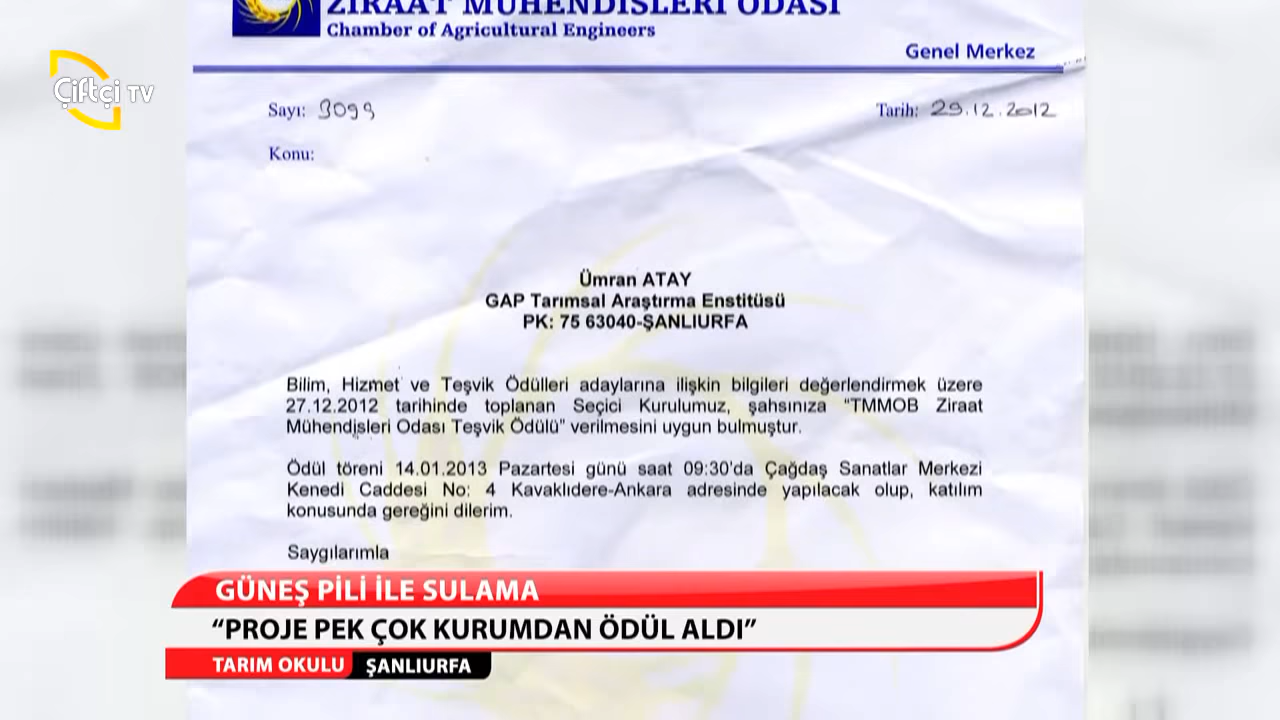 ZİRAAT MÜHENDİSLERİ ODASI
Chamber of Agricultural Engineers
Genel Merkez
Çiftçi TV
Sayı: 3099
Tarih: 29.12.2012
Konu:
Ümran ATAY
GAP Tarımsal Araştırma Enstitüsü
PK: 75 63040-ŞANLIURFA
Bilim, Hizmet ve Teşvik Ödülleri adaylarına ilişkin bilgileri değerlendirmek üzere
27.12.2012 tarihinde toplanan Seçici Kurulumuz, şahsınıza “TMMOB Ziraat
Mühendisleri Odası Teşvik Ödülü” verilmesini uygun bulmuştur.
Ödül töreni 14.01.2013 Pazartesi günü saat 09:30’da Çağdaş Sanatlar Merkezi
Kenedi Caddesi No: 4 Kavaklıdere-Ankara adresinde yapılacak olup, katılım
konusunda gereğini dilerim.
Saygılarımla
GÜNEŞ PİLİ İLE SULAMA
“PROJE PEK ÇOK KURUMDAN ÖDÜL ALDI”
TARIM OKULU ŞANLIURFA